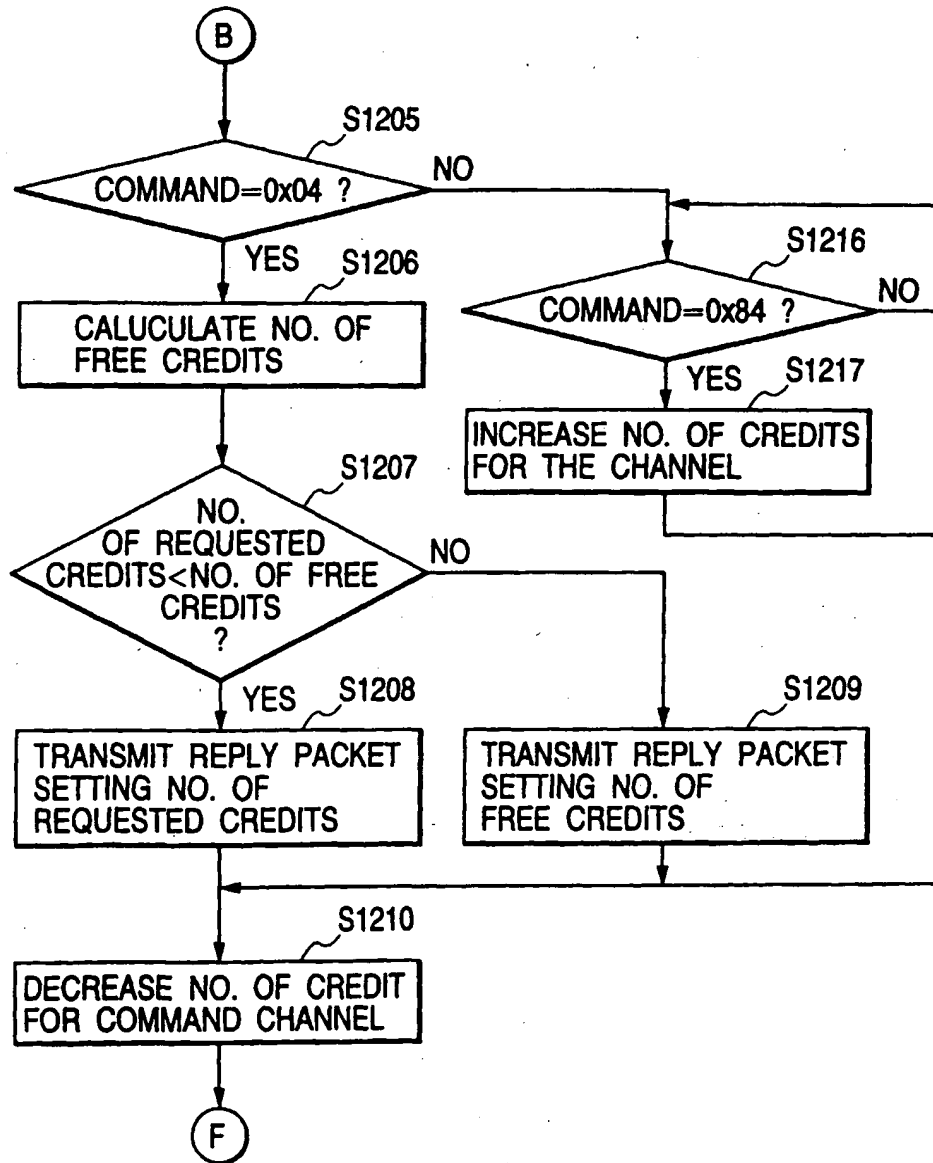 B
S1205
COMMAND=0x04 ?
NO
YES
S1206
CALUCULATE NO. OF
FREE CREDITS
S1216
COMMAND=0x84 ?
NO
YES
S1217
INCREASE NO. OF CREDITS
FOR THE CHANNEL
S1207
NO.
OF REQUESTED
CREDITS<NO. OF FREE
CREDITS
?
NO
YES
S1208
TRANSMIT REPLY PACKET
SETTING NO. OF
REQUESTED CREDITS
S1209
TRANSMIT REPLY PACKET
SETTING NO. OF
FREE CREDITS
S1210
DECREASE NO. OF CREDIT
FOR COMMAND CHANNEL
F